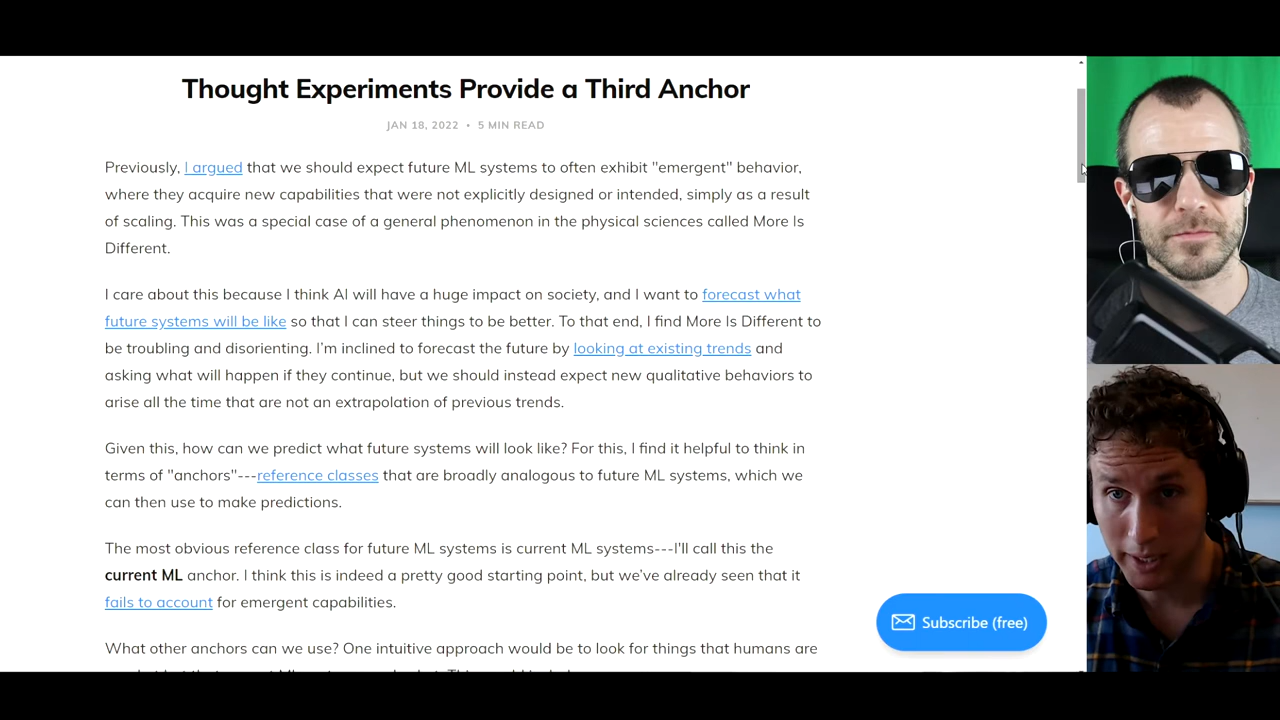 Thought Experiments Provide a Third Anchor
JAN 18, 2022 • 5 MIN READ
Previously, I argued that we should expect future ML systems to often exhibit "emergent" behavior,
where they acquire new capabilities that were not explicitly designed or intended, simply as a result
of scaling. This was a special case of a general phenomenon in the physical sciences called More Is
Different.
I care about this because I think AI will have a huge impact on society, and I want to forecast what
future systems will be like so that I can steer things to be better. To that end, I find More Is Different to
be troubling and disorienting. I'm inclined to forecast the future by looking at existing trends and
asking what will happen if they continue, but we should instead expect new qualitative behaviors to
arise all the time that are not an extrapolation of previous trends.
Given this, how can we predict what future systems will look like? For this, I find it helpful to think in
terms of "anchors"---reference classes that are broadly analogous to future ML systems, which we
can then use to make predictions.
The most obvious reference class for future ML systems is current ML systems---I'll call this the
current ML anchor. I think this is indeed a pretty good starting point, but we've already seen that it
fails to account for emergent capabilities.
What other anchors can we use? One intuitive approach would be to look for things that humans are
Subscribe (free)